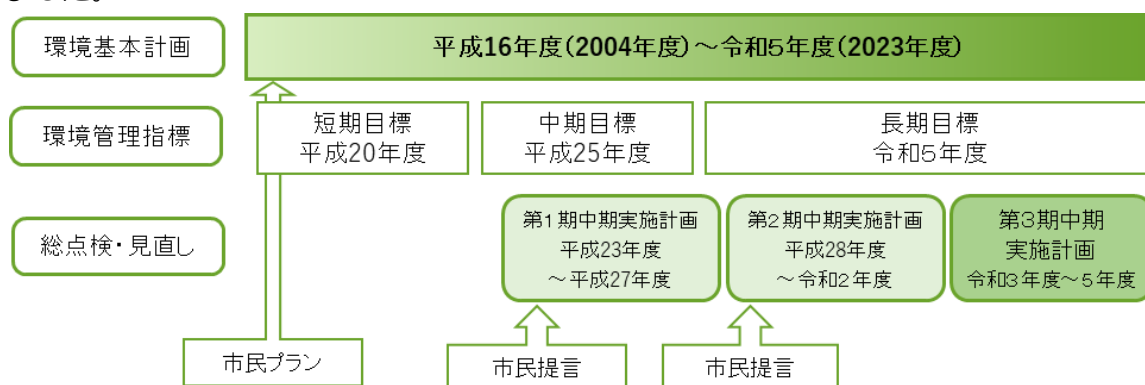 環境基本計画
平成16年度(2004年度)～令和5年度(2023年度)
環境管理指標
短期目標
平成20年度
中期目標
平成25年度
長期目標
令和5年度
総点検・見直し
第1期中期実施計画
平成23年度
～平成27年度
第2期中期実施計画
平成28年度
～令和2年度
第3期中期
実施計画
令和3年度～5年度
市民プラン
市民提言
市民提言